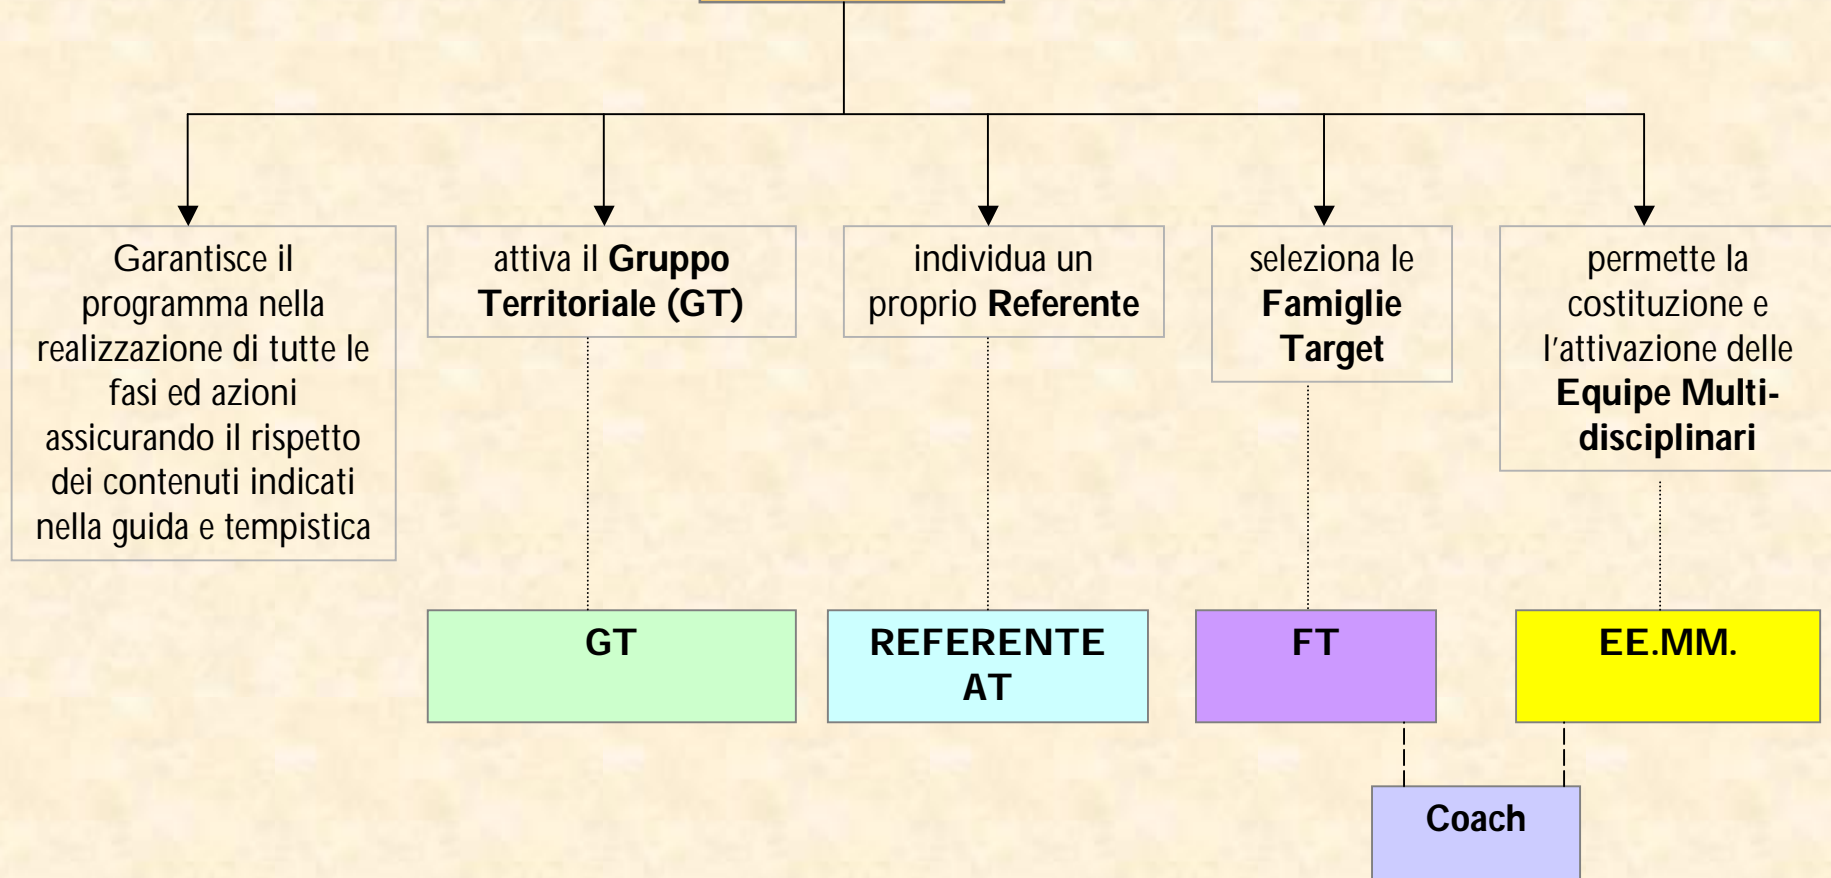 Garantisce il
programma nella
realizzazione di tutte le
fasi ed azioni
assicurando il rispetto
dei contenuti indicati
nella guida e tempistica
attiva il Gruppo
Territoriale (GT)
individua un
proprio Referente
seleziona le
Famiglie
Target
permette la
costituzione e
l'attivazione delle
Equipe Multi-
disciplinari
GT
REFERENTE
AT
FT
EE.MM.
Coach